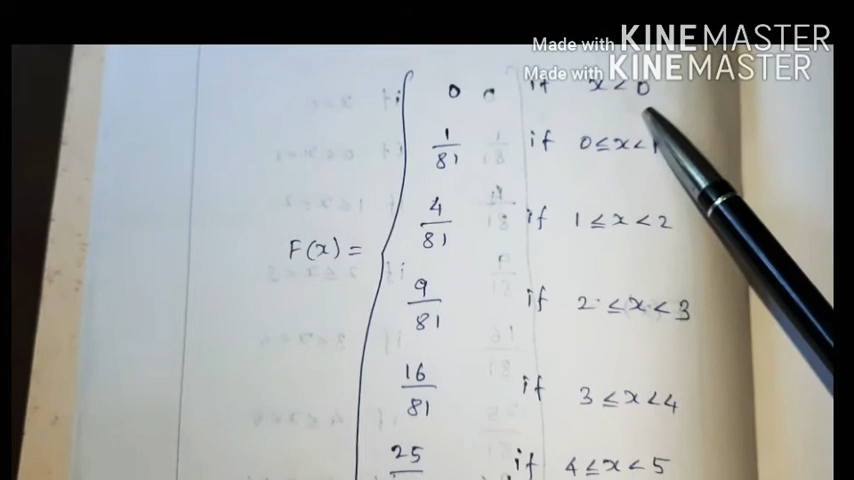 Made with KINEMASTER
Made with KINEMASTER
0 if x < 0
1/81 if 0 ≤ x < 1
4/81 if 1 ≤ x < 2
F(x) =
9/81 if 2 ≤ x < 3
16/81 if 3 ≤ x < 4
25 if 4 ≤ x < 5